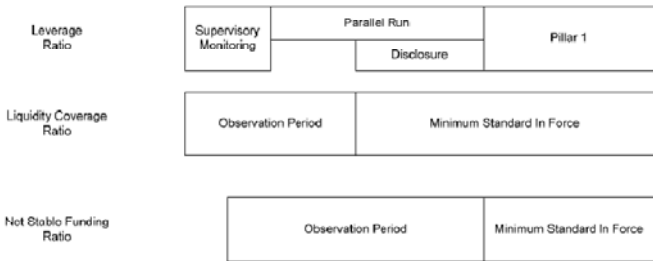 Leverage
Ratio
Supervisory
Monitoring
Parallel Run
Disclosure
Pillar 1
Liquidity Coverage
Ratio
Observation Period
Minimum Standard In Force
Not Stable Funding
Ratio
Observation Period
Minimum Standard In Force